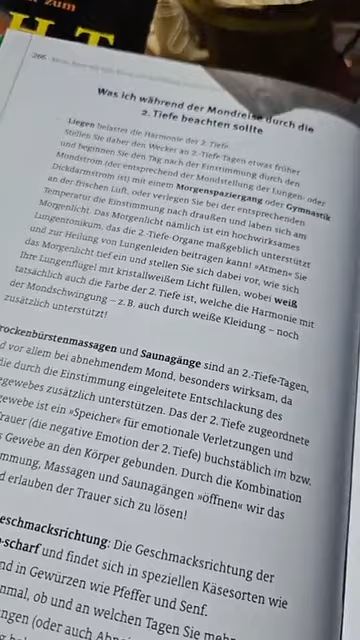 zum
266
Was ich während der Mondreise durch die
2. Tiefe beachten sollte
Liegen belastet die Harmonie der 2. Tiefe.
Stellen Sie daher den Wecker an 2.-Tiefe-Tagen etwas früher
und beginnen Sie den Tag nach der Einstimmung durch den
Mondstrom (der entsprechend der Mondstellung der Lungen- oder
Dickdarmstrom ist) mit einem Morgenspaziergang oder Gymnastik
an der frischen Luft, oder verlegen Sie bei der entsprechenden
Temperatur die Einstimmung nach draußen und laben sich am
Morgenlicht. Das Morgenlicht nämlich ist ein hochwirksames
Lungentonikum, das die 2.-Tiefe-Organe maßgeblich unterstützt
und zur Heilung von Lungenleiden beitragen kann! »Atmen« Sie
das Morgenlicht tief ein und stellen Sie sich dabei vor, wie sich
Ihre Lungenflügel mit kristallweißem Licht füllen, wobei weiß
tatsächlich auch die Farbe der 2. Tiefe ist, welche die Harmonie mit
der Mondschwingung – z. B. auch durch weiße Kleidung – noch
zusätzlich unterstützt!
rockenbürstenmassagen und Saunagänge sind an 2.-Tiefe-Tagen,
d vor allem bei abnehmendem Mond, besonders wirksam, da
die durch die Einstimmung eingeleitete Entschlackung des
gewebes zusätzlich unterstützen. Das der 2. Tiefe zugeordnete
gewebe ist ein »Speicher« für emotionale Verletzungen und
rauer (die negative Emotion der 2. Tiefe) buchstäblich im bzw.
s Gewebe an den Körper gebunden. Durch die Kombination
mmung, Massagen und Saunagängen »öffnen« wir das
d erlauben der Trauer sich zu lösen!
eschmacksrichtung: Die Geschmacksrichtung der
-scharf und findet sich in speziellen Käsesorten wie
nd in Gewürzen wie Pfeffer und Senf.
nmal, ob und an welchen Tagen Sie mehr
ngen (oder auch